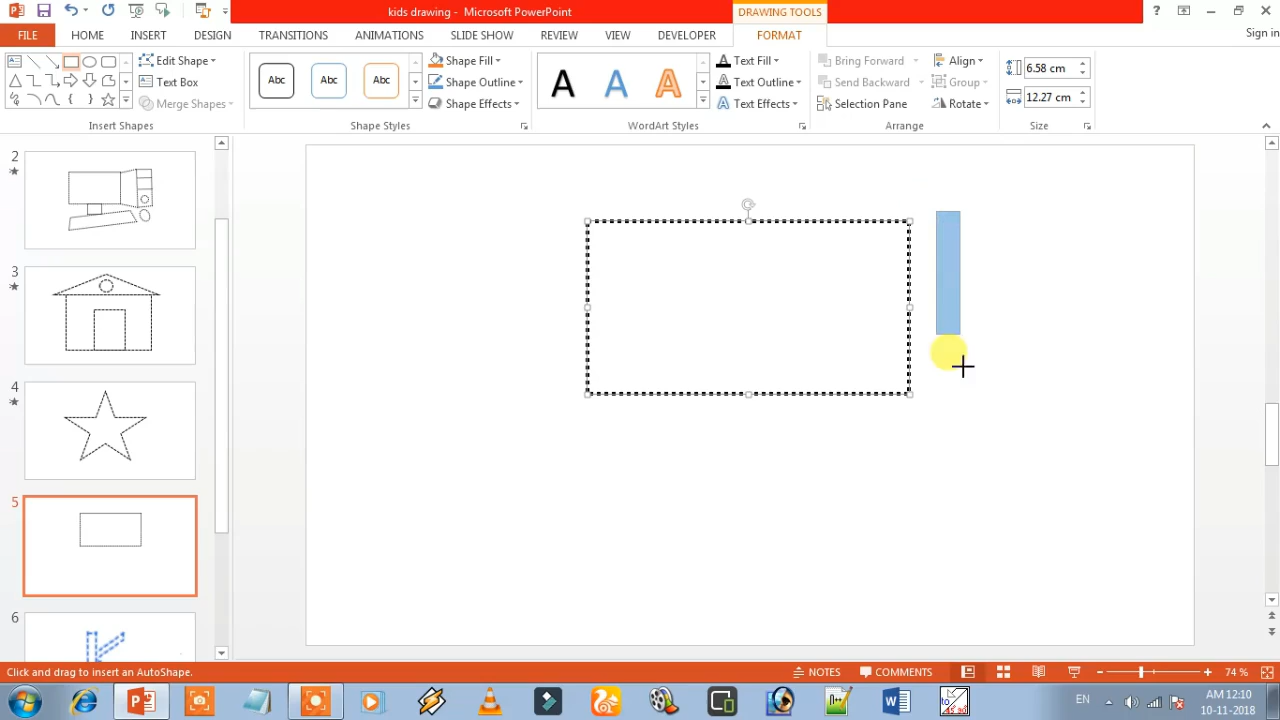 kids drawing - Microsoft PowerPoint
DRAWING TOOLS
?
FILE HOME INSERT DESIGN TRANSITIONS ANIMATIONS SLIDE SHOW REVIEW VIEW DEVELOPER FORMAT Sign in
Edit Shape
Text Box
Merge Shapes
Insert Shapes
Abc Abc Abc
Shape Fill
Shape Outline
Shape Effects
Shape Styles
A A A
Text Fill
Text Outline
Text Effects
WordArt Styles
Bring Forward
Send Backward
Selection Pane
Align
Group
Rotate
Arrange
6.58 cm
12.27 cm
Size
2
3
4
5
6
Click and drag to insert an AutoShape.
NOTES COMMENTS 74 %
EN AM 12:10
10-11-2018